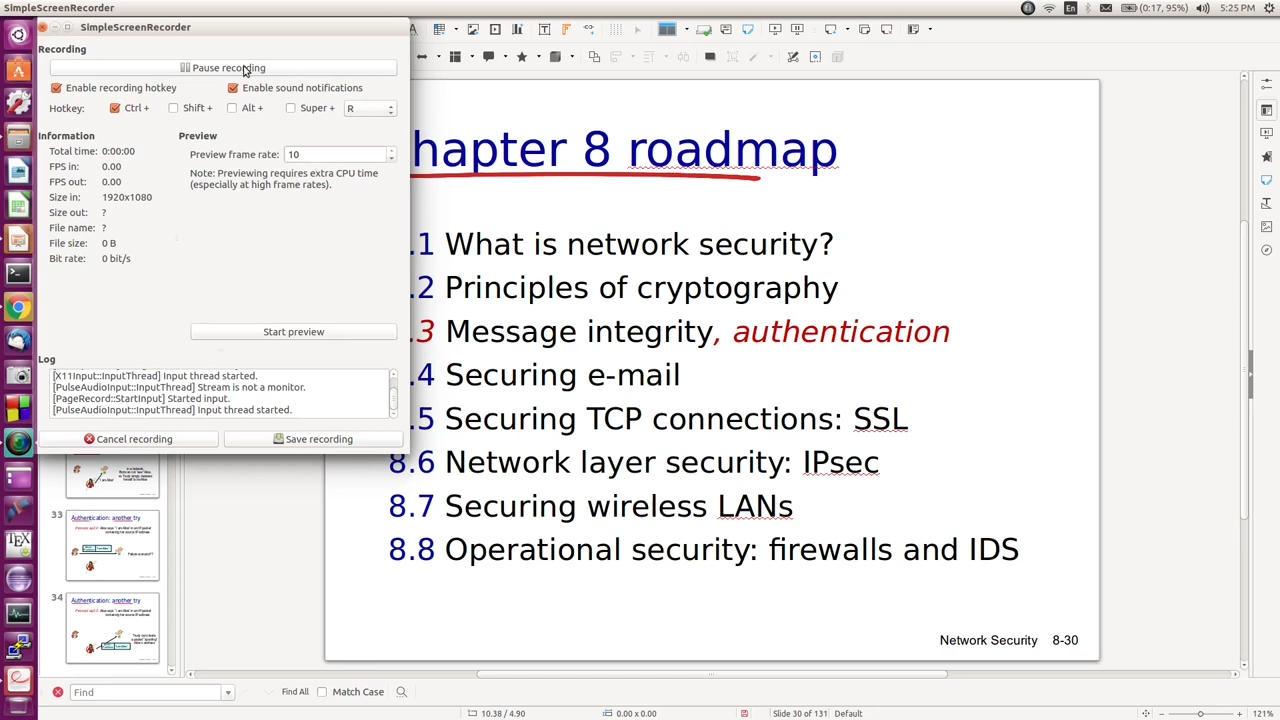 SimpleScreenRecorder
En
(0:17, 95%)
5:25 PM
SimpleScreenRecorder
Recording
Pause recording
Enable recording hotkey
Enable sound notifications
Hotkey:
Ctrl +
Shift +
Alt +
Super +
R
Information
Preview
Total time: 0:00:00
Preview frame rate: 10
FPS in: 0.00
Note: Previewing requires extra CPU time
FPS out: 0.00
(especially at high frame rates).
Size in: 1920x1080
Size out: ?
File name: ?
File size: 0 B
Bit rate: 0 bit/s
Start preview
Log
[X11Input::InputThread] Input thread started.
[PulseAudioInput::InputThread] Stream is not a monitor.
[PageRecord::StartInput] Started input.
[PulseAudioInput::InputThread] Input thread started.
Cancel recording
Save recording
hapter 8 roadmap
.1 What is network security?
.2 Principles of cryptography
.3 Message integrity, authentication
.4 Securing e-mail
.5 Securing TCP connections: SSL
8.6 Network layer security: IPsec
8.7 Securing wireless LANs
8.8 Operational security: firewalls and IDS
Network Security 8-30
33
Authentication: another try
34
Authentication: another try
Find
Find All
Match Case
10.38 / 4.90
0.00 x 0.00
Slide 30 of 131
Default
121%